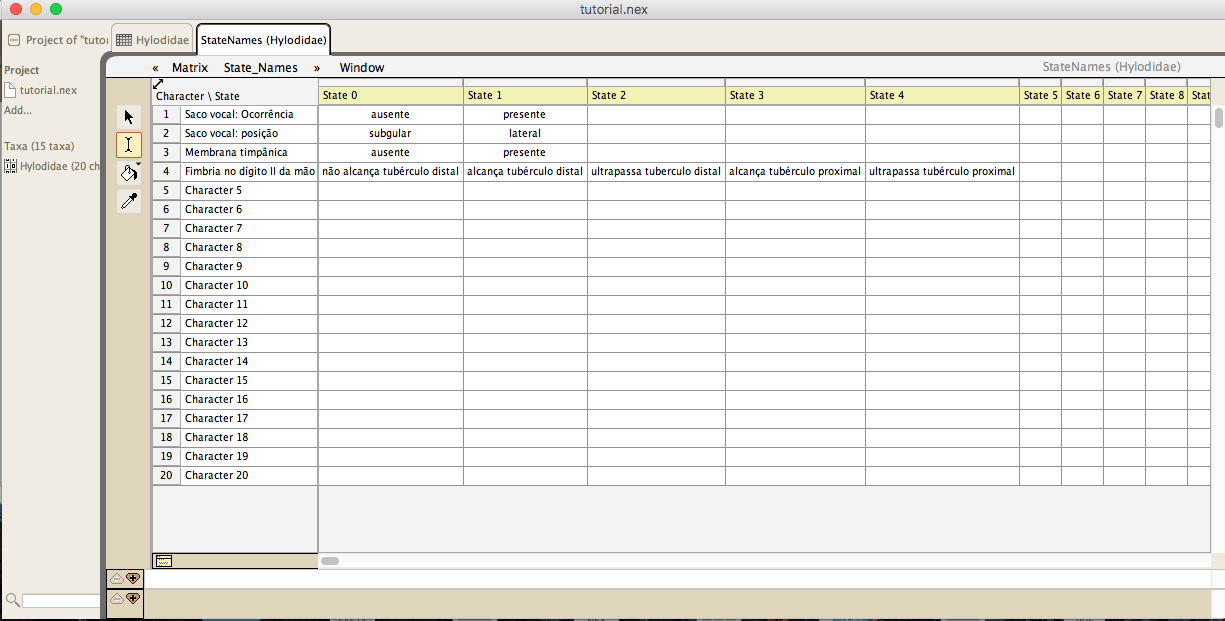 tutorial.nex
Project of "tutor
Hylodidae
StateNames (Hylodidae)
« Matrix State_Names » Window
StateNames (Hylodidae)
Project
tutorial.nex
Add...
Taxa (15 taxa)
Hylodidae (20 ch
Character \ State State 0 State 1 State 2 State 3 State 4 State 5 State 6 State 7 State 8 Stat
1 Saco vocal: Ocorrência ausente presente
2 Saco vocal: posição subgular lateral
3 Membrana timpânica ausente presente
4 Fimbria no dígito II da mão não alcança tubérculo distal alcança tubérculo distal ultrapassa tuberculo distal alcança tubérculo proximal ultrapassa tubérculo proximal
5 Character 5
6 Character 6
7 Character 7
8 Character 8
9 Character 9
10 Character 10
11 Character 11
12 Character 12
13 Character 13
14 Character 14
15 Character 15
16 Character 16
17 Character 17
18 Character 18
19 Character 19
20 Character 20